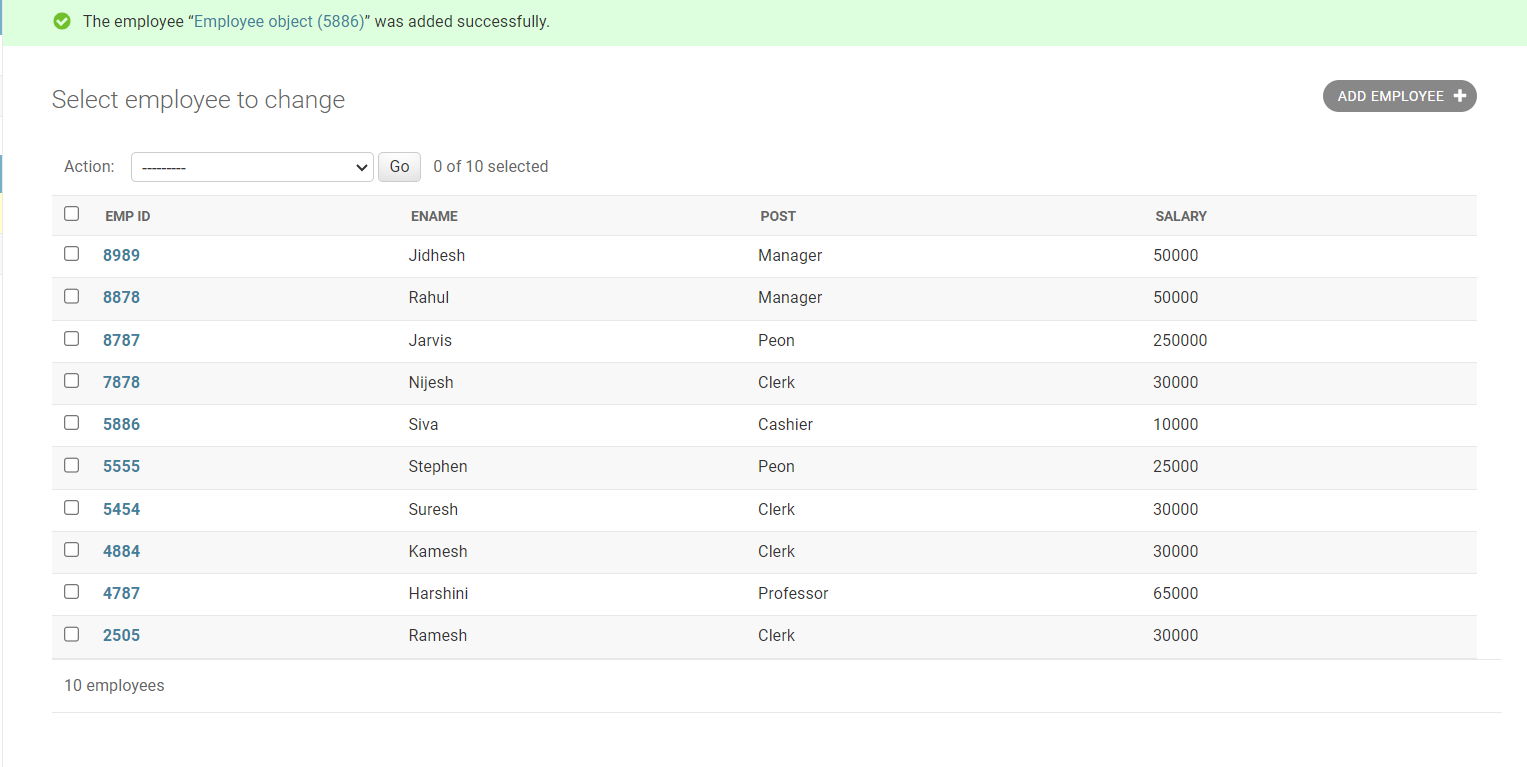 The employee “Employee object (5886)” was added successfully.
Select employee to change
ADD EMPLOYEE
Action: --------- Go 0 of 10 selected
EMP ID ENAME POST SALARY
8989 Jidhesh Manager 50000
8878 Rahul Manager 50000
8787 Jarvis Peon 250000
7878 Nijesh Clerk 30000
5886 Siva Cashier 10000
5555 Stephen Peon 25000
5454 Suresh Clerk 30000
4884 Kamesh Clerk 30000
4787 Harshini Professor 65000
2505 Ramesh Clerk 30000
10 employees